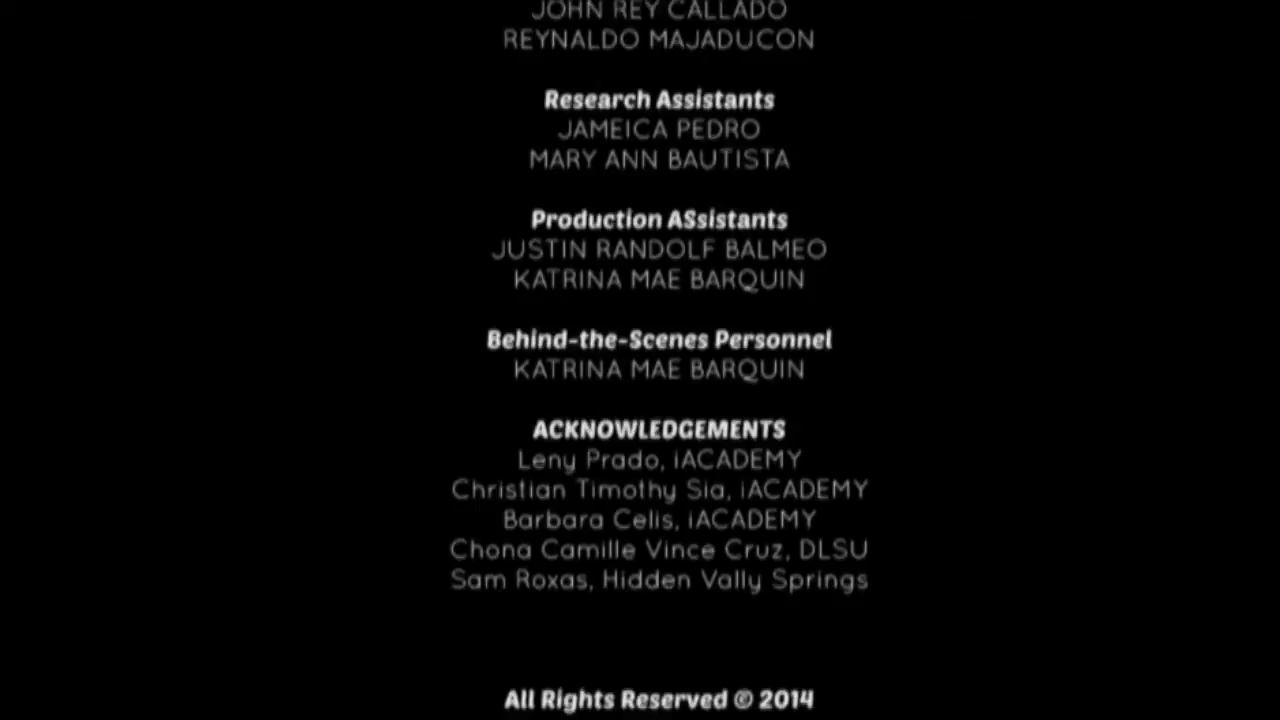 JOHN REY CALLADO
REYNALDO MAJADUCON
Research Assistants
JAMEICA PEDRO
MARY ANN BAUTISTA
Production ASsistants
JUSTIN RANDOLF BALMEO
KATRINA MAE BARQUIN
Behind-the-Scenes Personnel
KATRINA MAE BARQUIN
ACKNOWLEDGEMENTS
Leny Prado, iACADEMY
Christian Timothy Sia, iACADEMY
Barbara Celis, iACADEMY
Chona Camille Vince Cruz, DLSU
Sam Roxas, Hidden Vally Springs
All Rights Reserved © 2014